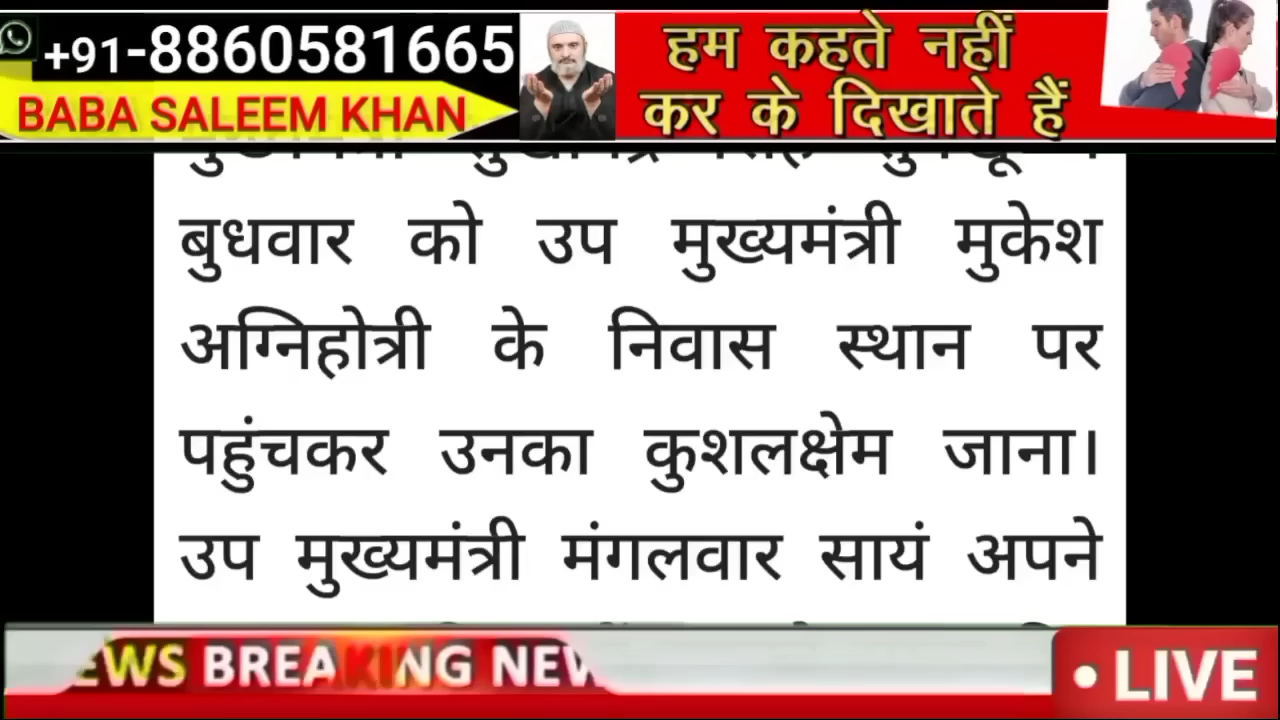 +91-8860581665
BABA SALEEM KHAN
हम कहते नहीं
कर के दिखाते हैं
बुधवार को उप मुख्यमंत्री मुकेश
अग्निहोत्री के निवास स्थान पर
पहुंचकर उनका कुशलक्षेम जाना।
उप मुख्यमंत्री मंगलवार सायं अपने
EWS BREAKING NEW
LIVE